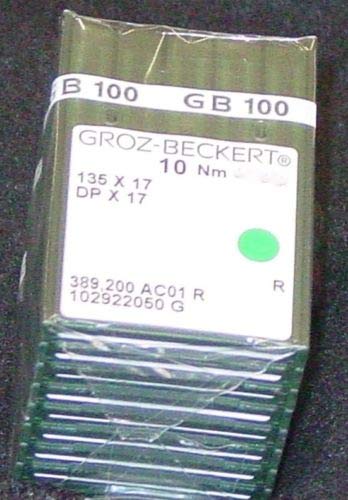 GB 100 GB 100
GROZ-BECKERT®
10 Nm
135 X 17
DP X 17
R
389,200 AC01 R
102922050 G